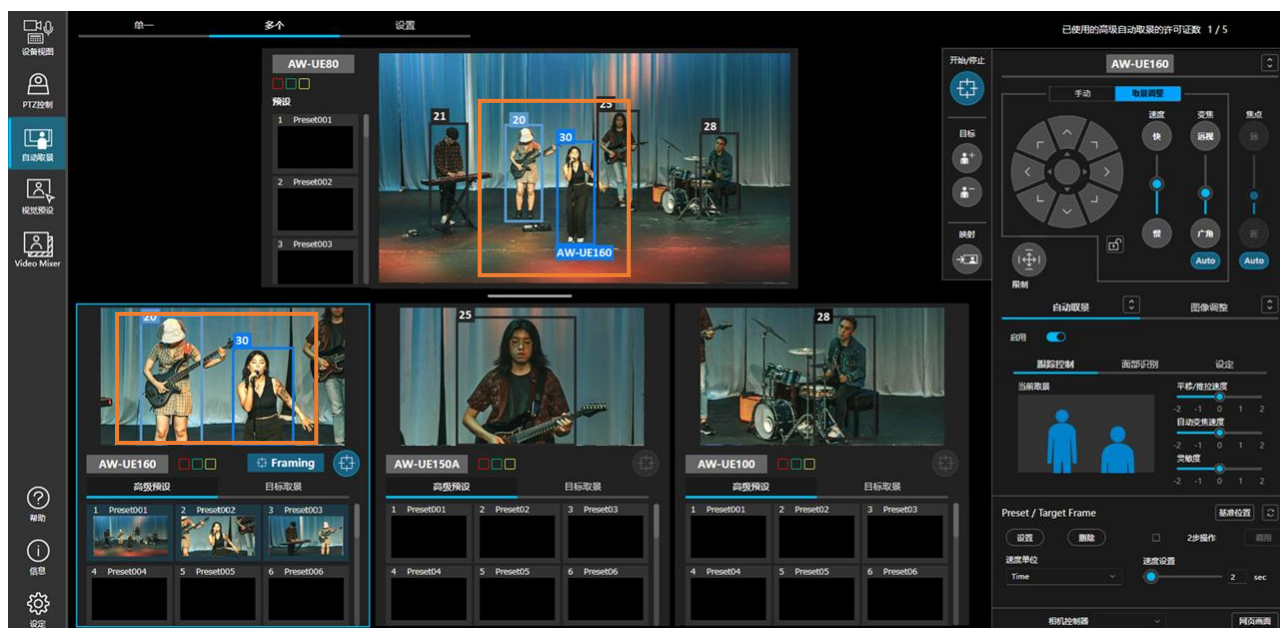 单一 多个 设置
已使用的高级自动取景的许可证数 1 / 5
设备视图
PTZ控制
自动取景
视觉预设
Video Mixer
帮助
信息
设定
AW-UE80
预设
1 Preset001
2 Preset002
3 Preset003
21
20
30
25
28
AW-UE160
开始/停止
目标
映射
20
30
AW-UE160
Framing
高级预设 目标取景
1 Preset001 2 Preset002 3 Preset003
4 Preset004 5 Preset005 6 Preset006
25
AW-UE150A
高级预设 目标取景
1 Preset001 2 Preset02 3 Preset03
4 Preset04 5 Preset05 6 Preset06
28
AW-UE100
高级预设 目标取景
1 Preset001 2 Preset02 3 Preset03
4 Preset04 5 Preset05 6 Preset06
AW-UE160
手动 取景调整
速度 变焦 焦点
快 远视 远
慢 广角 近
Auto Auto
限制
自动取景 图像调整
启用
跟踪控制 面部识别 设定
当前取景
平移/推拉速度
-2 -1 0 1 2
自动变焦速度
-2 -1 0 1 2
灵敏度
-2 -1 0 1 2
Preset / Target Frame 基准位置
设置 删除 2步操作 调用
速度单位 速度设置
Time 2 sec
相机控制器 网页画面